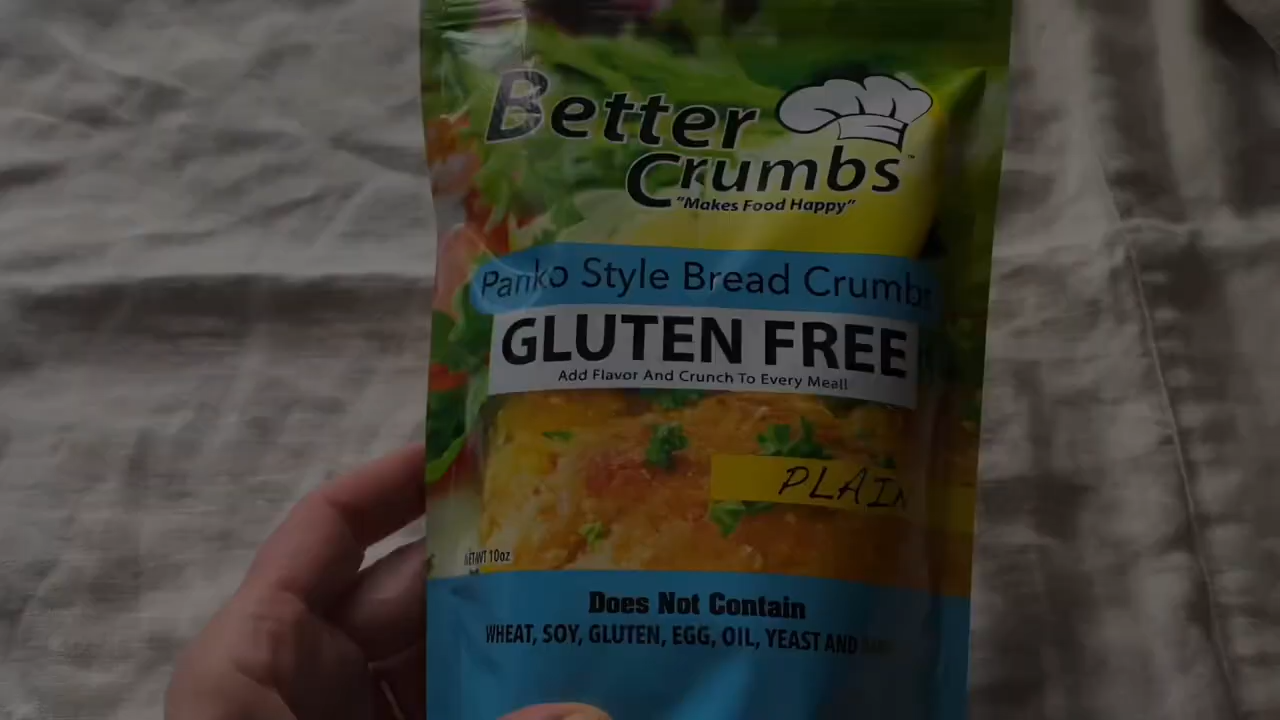 Better
Crumbs™
"Makes Food Happy"
Panko Style Bread Crumbs
GLUTEN FREE
Add Flavor And Crunch To Every Meal!
PLAIN
NET WT 10oz
Does Not Contain
WHEAT, SOY, GLUTEN, EGG, OIL, YEAST AND